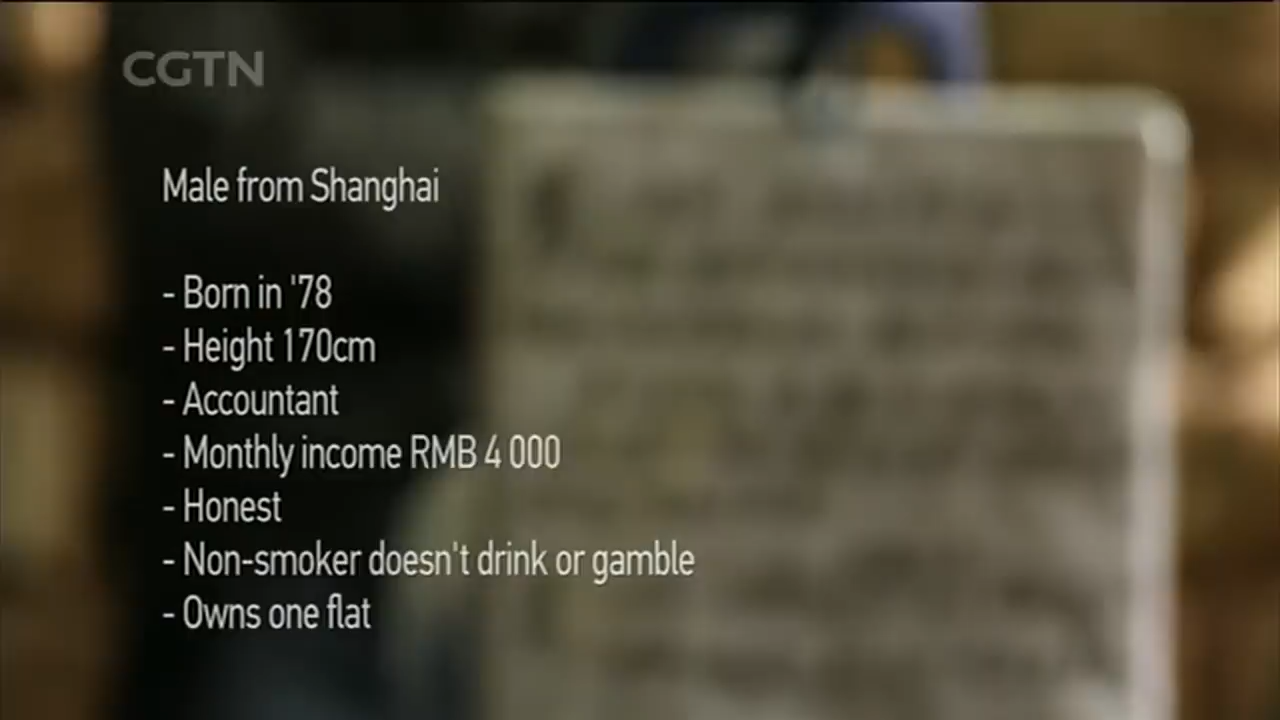 CGTN
Male from Shanghai
- Born in '78
- Height 170cm
- Accountant
- Monthly income RMB 4 000
- Honest
- Non-smoker doesn't drink or gamble
- Owns one flat